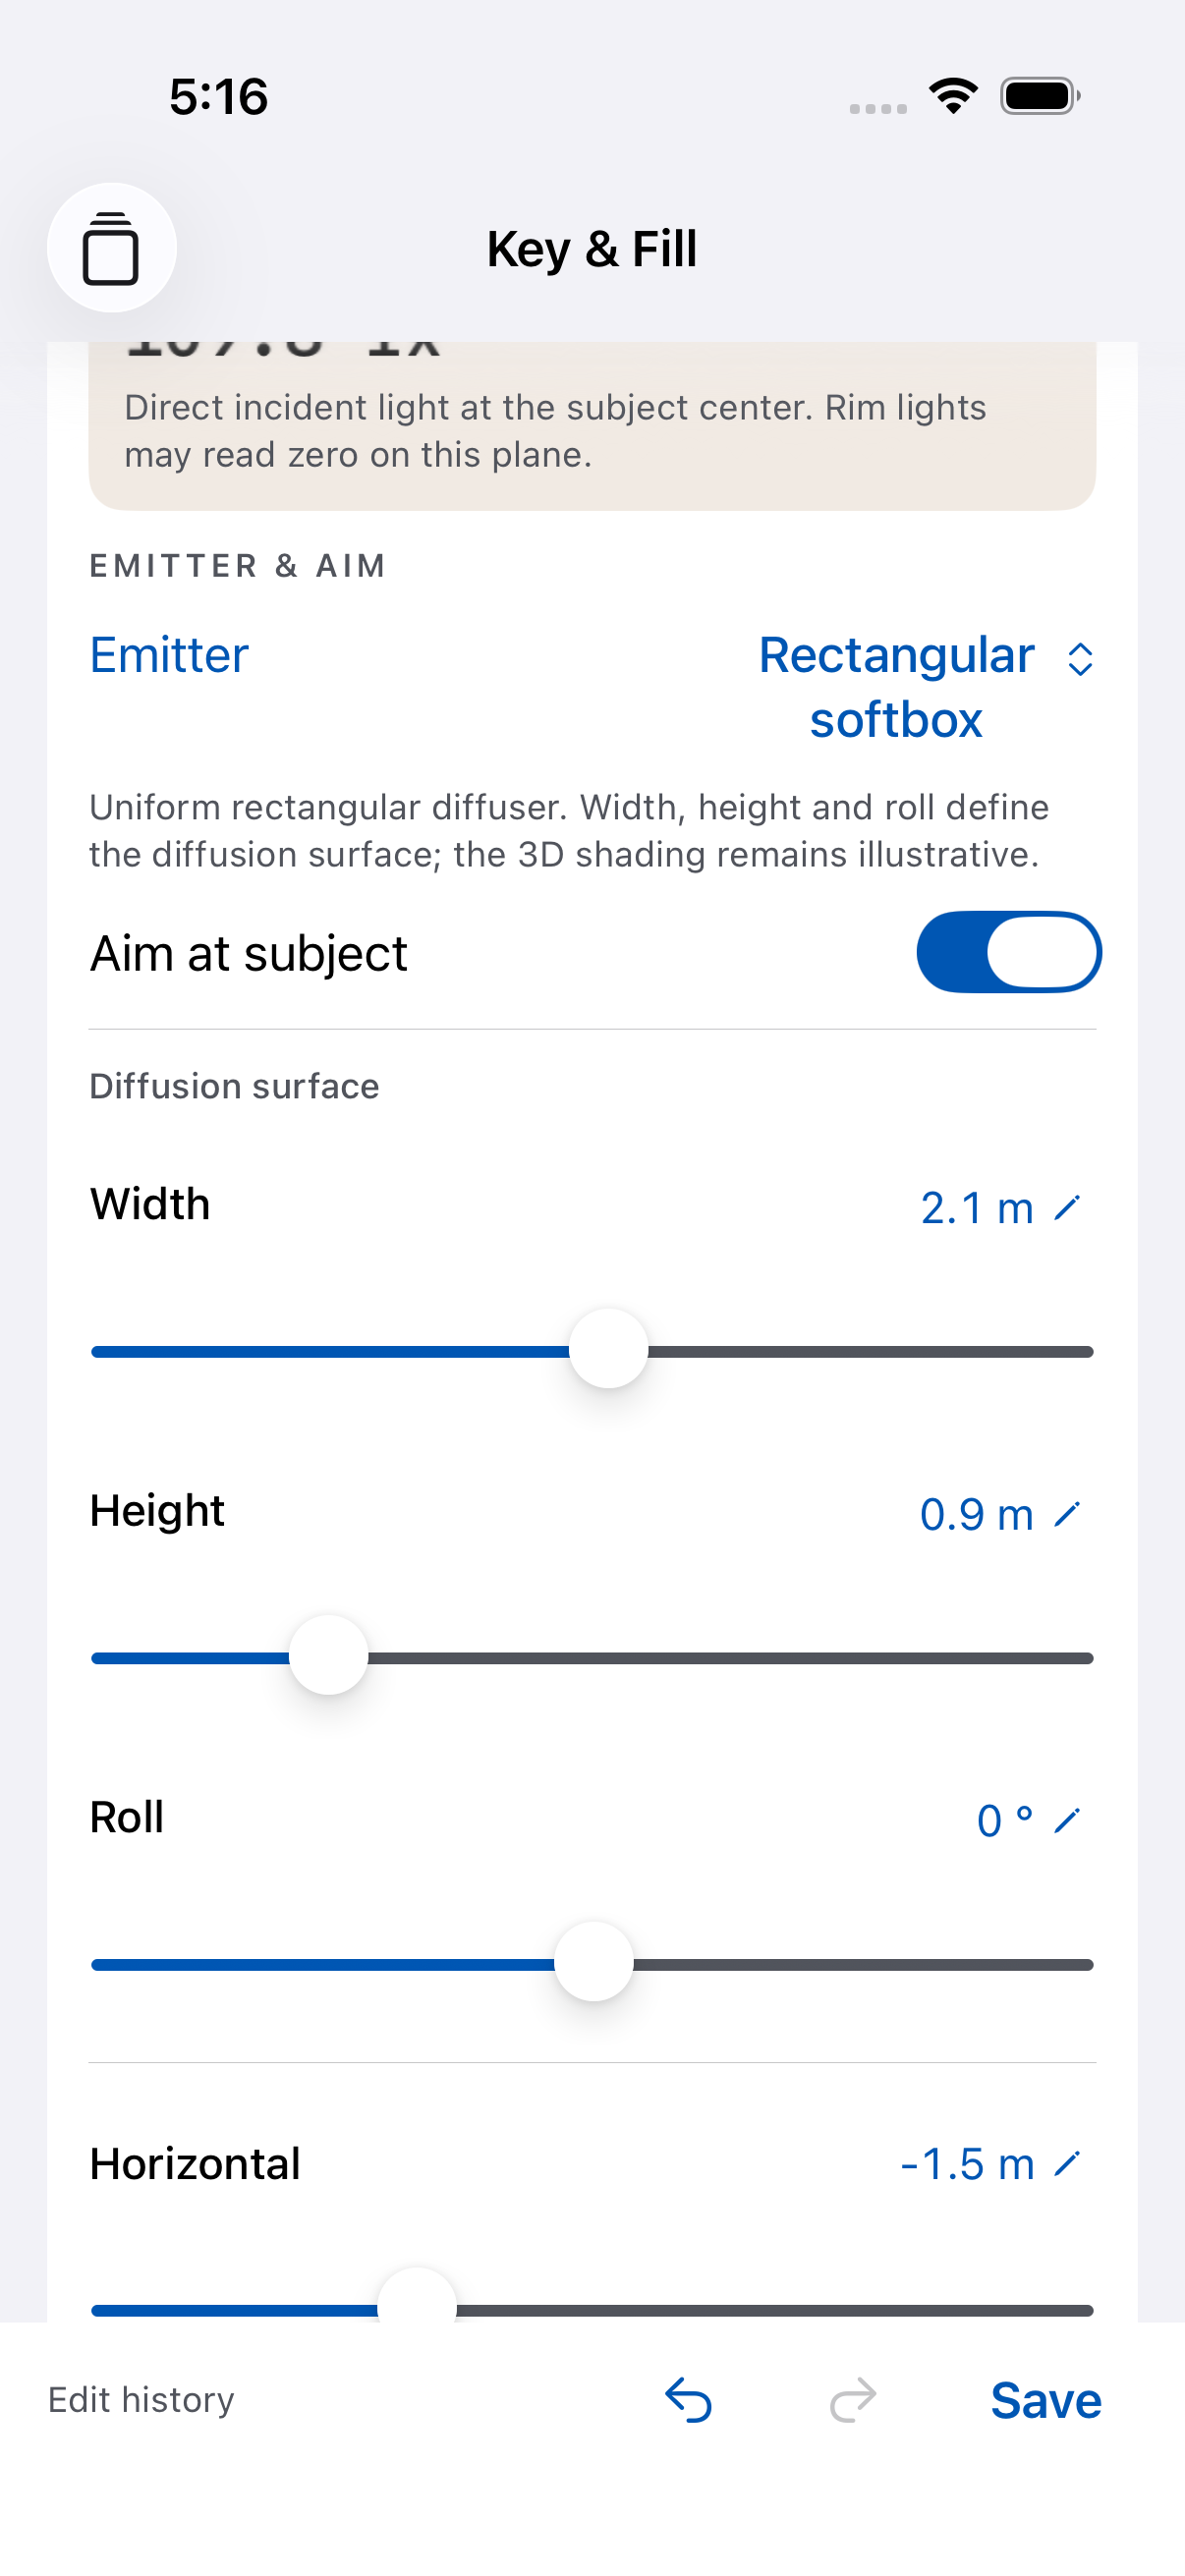 5:16
Key & Fill
Direct incident light at the subject center. Rim lights
may read zero on this plane.
EMITTER & AIM
Emitter
Rectangular
softbox
Uniform rectangular diffuser. Width, height and roll define
the diffusion surface; the 3D shading remains illustrative.
Aim at subject
Diffusion surface
Width
2.1 m
Height
0.9 m
Roll
0 °
Horizontal
-1.5 m
Edit history
Save